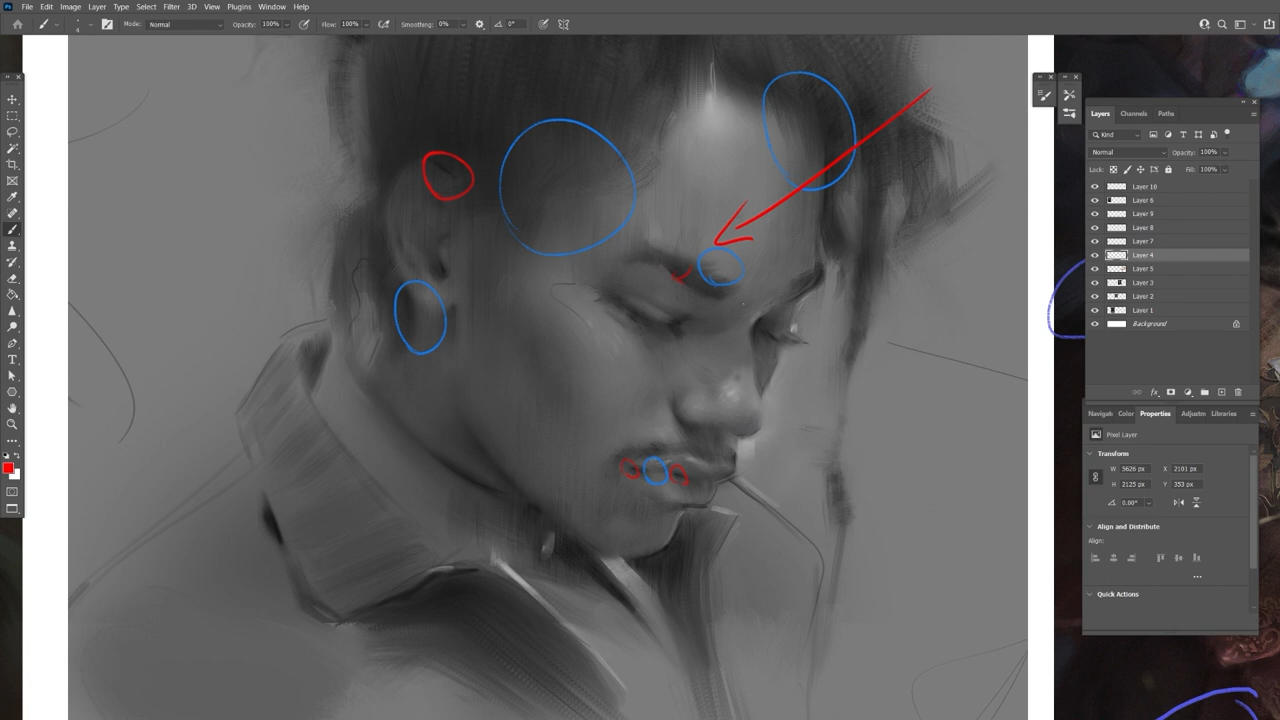 Ps File Edit Image Layer Type Select Filter 3D View Plugins Window Help
4 Mode: Normal Opacity: 100% Flow: 100% Smoothing: 0% 0°
Layers Channels Paths
Kind
Normal Opacity: 100%
Lock: Fill: 100%
Layer 10
Layer 6
Layer 9
Layer 8
Layer 7
Layer 4
Layer 5
Layer 3
Layer 2
Layer 1
Background
fx
Navigat Color Properties Adjustm Libraries
Pixel Layer
Transform
W 5626 px X 2101 px
H 2125 px Y 353 px
0.00°
Align and Distribute
Align:
Quick Actions